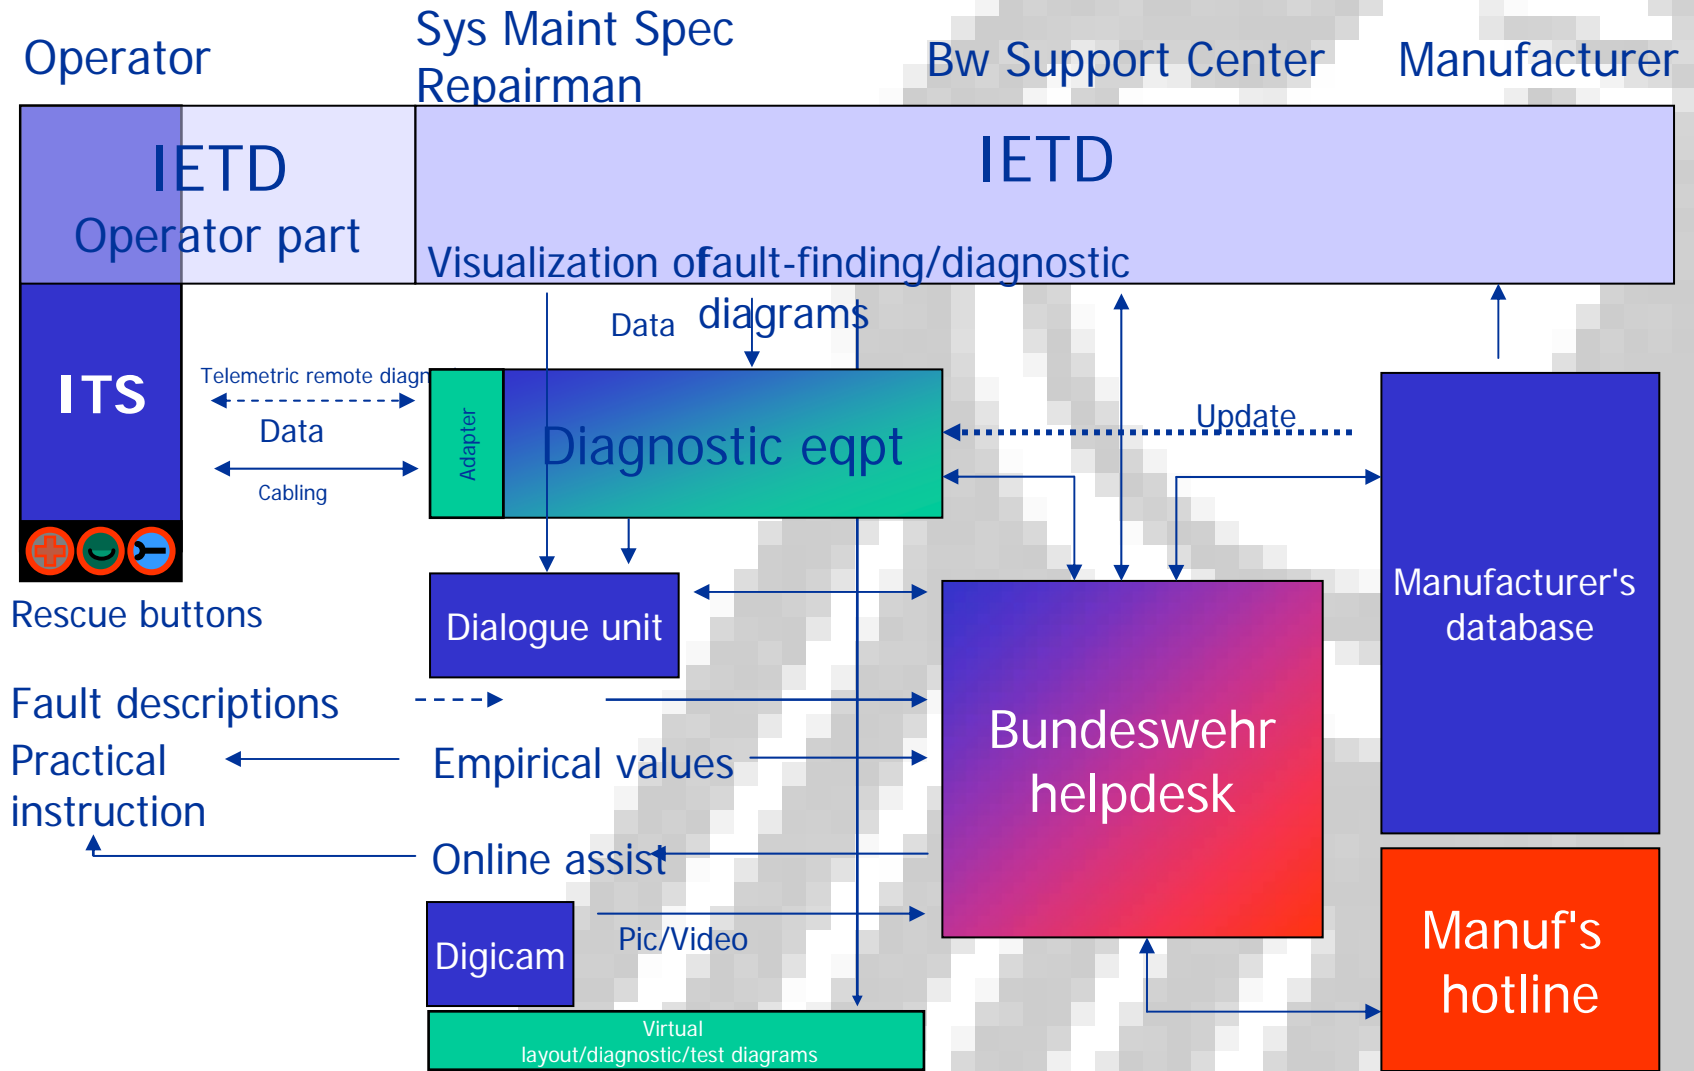 Operator
Sys Maint Spec
Repairman
Bw Support Center
Manufacturer
IETD
Operator part
IETD
Visualization of fault-finding/diagnostic
diagrams
Data
ITS
Telemetric remote diagn
Data
Cabling
Adapter
Diagnostic eqpt
Update
Rescue buttons
Dialogue unit
Manufacturer's
database
Fault descriptions
Practical
instruction
Empirical values
Bundeswehr
helpdesk
Online assist
Digicam
Pic/Video
Manuf's
hotline
Virtual
layout/diagnostic/test diagrams